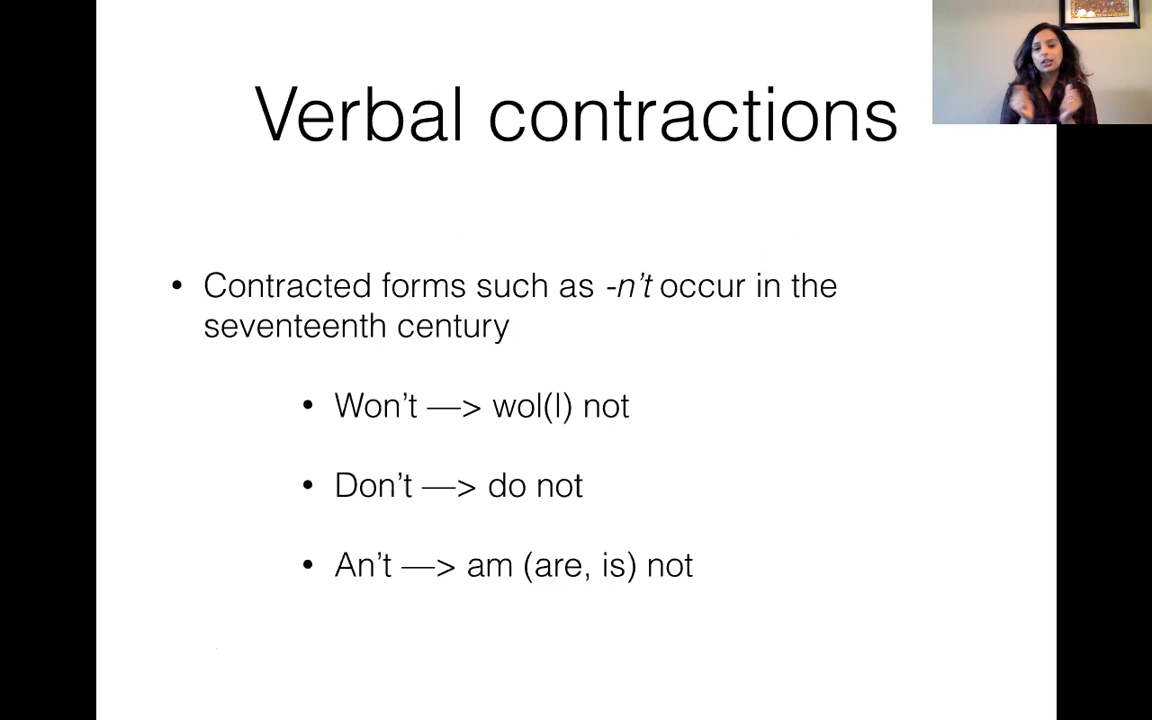 Verbal contractions
• Contracted forms such as -n’t occur in the
seventeenth century
• Won’t —> wol(l) not
• Don’t —> do not
• An’t —> am (are, is) not